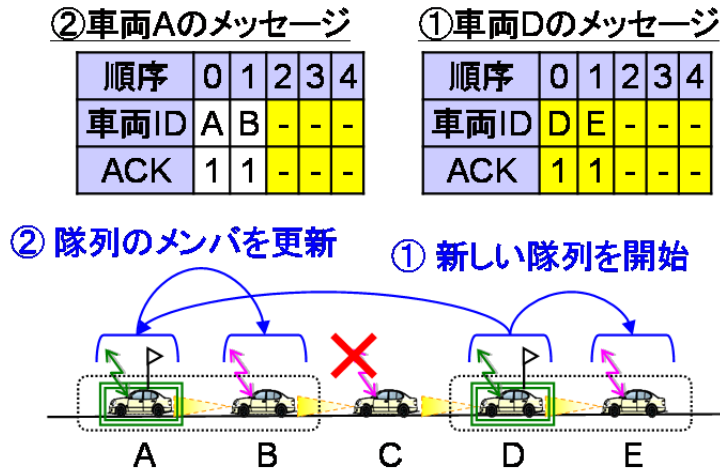 ②車両Aのメッセージ
順序 0 1 2 3 4
車両ID A B - - -
ACK 1 1 - - -
①車両Dのメッセージ
順序 0 1 2 3 4
車両ID D E - - -
ACK 1 1 - - -
② 隊列のメンバを更新
① 新しい隊列を開始
A B C D E